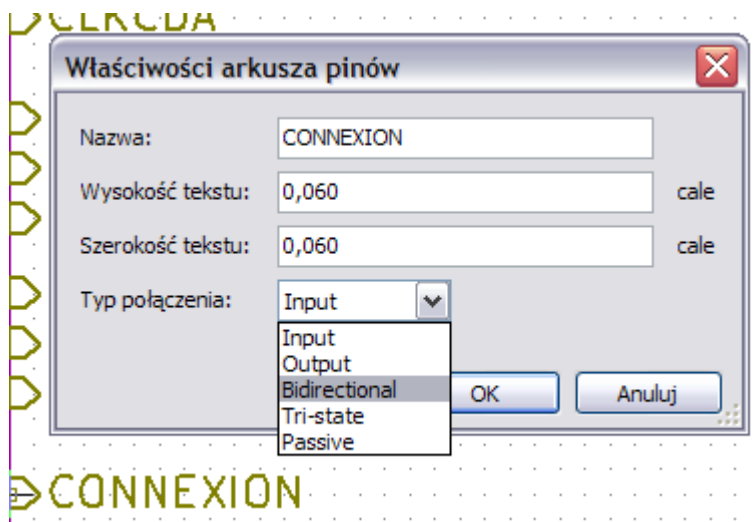 CLKCDA
Właściwości arkusza pinów
Nazwa: CONNEXION
Wysokość tekstu: 0,060 cale
Szerokość tekstu: 0,060 cale
Typ połączenia: Input
Input
Output
Bidirectional
Tri-state
Passive
OK Anuluj
CONNEXION